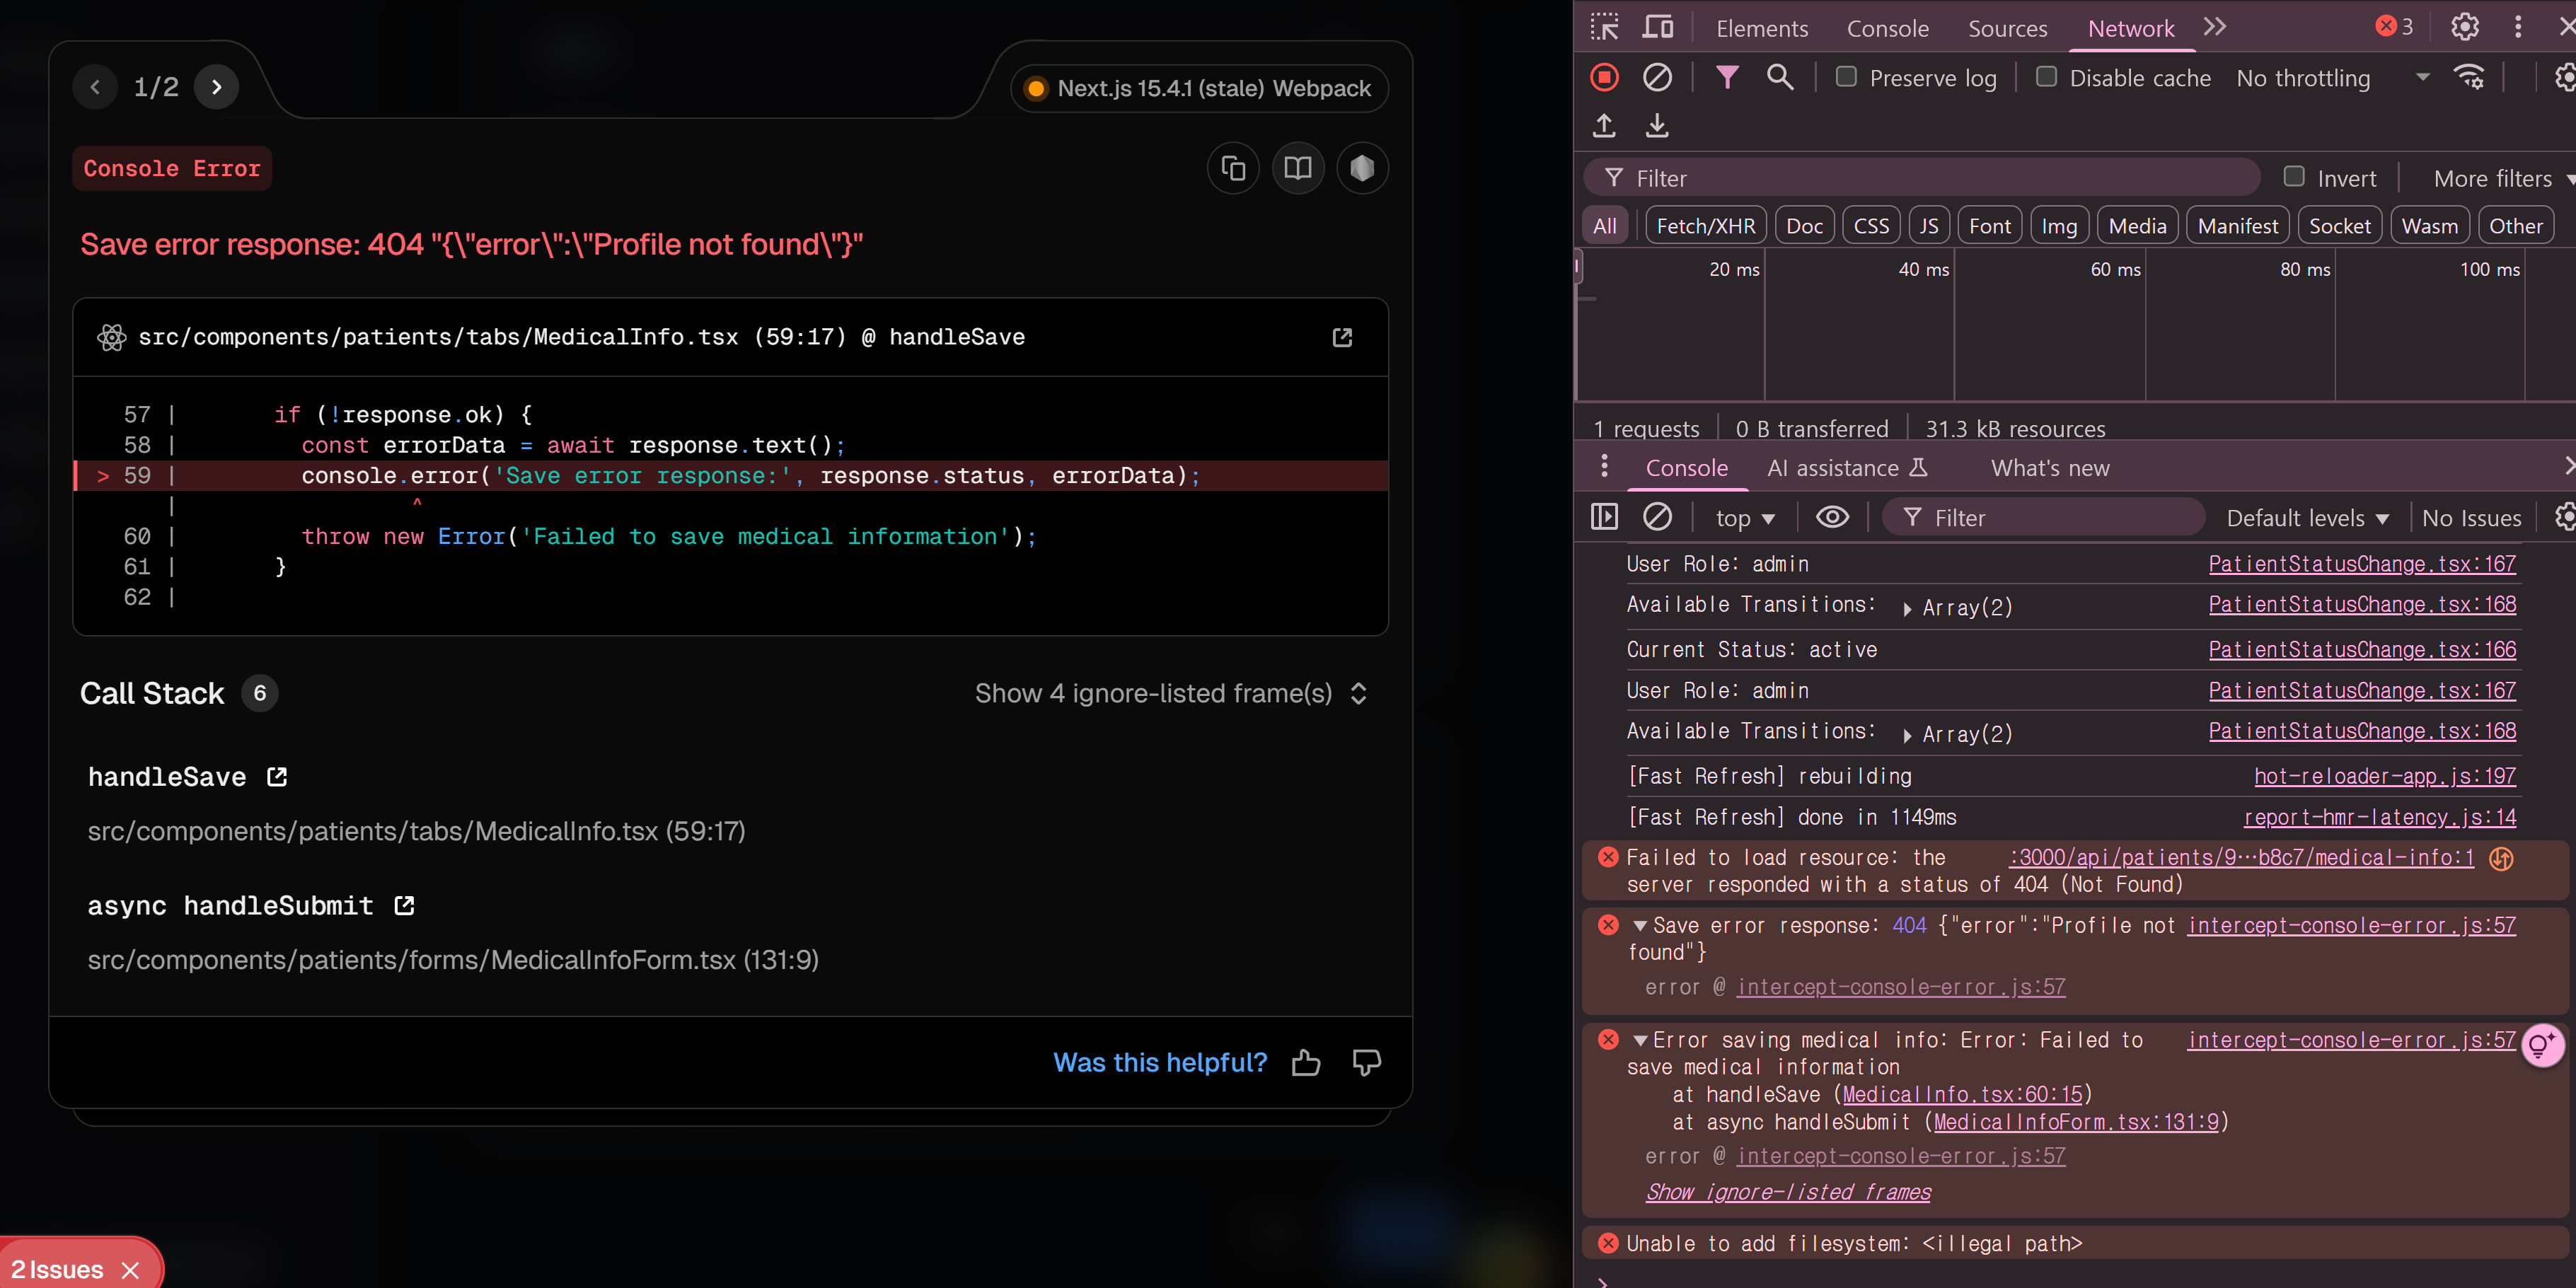 1/2
Next.js 15.4.1 (stale) Webpack
Console Error
Save error response: 404 "{\"error\":\"Profile not found\"}"
src/components/patients/tabs/MedicalInfo.tsx (59:17) @ handleSave
57 | if (!response.ok) {
58 | const errorData = await response.text();
> 59 | console.error('Save error response:', response.status, errorData);
| ^
60 | throw new Error('Failed to save medical information');
61 | }
62 |
Call Stack 6
Show 4 ignore-listed frame(s)
handleSave
src/components/patients/tabs/MedicalInfo.tsx (59:17)
async handleSubmit
src/components/patients/forms/MedicalInfoForm.tsx (131:9)
Was this helpful?
2 Issues
Elements Console Sources Network 3
Preserve log Disable cache No throttling
Filter Invert More filters
All Fetch/XHR Doc CSS JS Font Img Media Manifest Socket Wasm Other
20 ms 40 ms 60 ms 80 ms 100 ms
1 requests 0 B transferred 31.3 kB resources
Console AI assistance What's new
top Filter Default levels No Issues
User Role: admin PatientStatusChange.tsx:167
Available Transitions: Array(2) PatientStatusChange.tsx:168
Current Status: active PatientStatusChange.tsx:166
User Role: admin PatientStatusChange.tsx:167
Available Transitions: Array(2) PatientStatusChange.tsx:168
[Fast Refresh] rebuilding hot-reloader-app.js:197
[Fast Refresh] done in 1149ms report-hmr-latency.js:14
Failed to load resource: the :3000/api/patients/9…b8c7/medical-info:1
server responded with a status of 404 (Not Found)
Save error response: 404 {"error":"Profile not intercept-console-error.js:57
found"}
error @ intercept-console-error.js:57
Error saving medical info: Error: Failed to intercept-console-error.js:57
save medical information
at handleSave (MedicalInfo.tsx:60:15)
at async handleSubmit (MedicalInfoForm.tsx:131:9)
error @ intercept-console-error.js:57
Show ignore-listed frames
Unable to add filesystem: <illegal path>